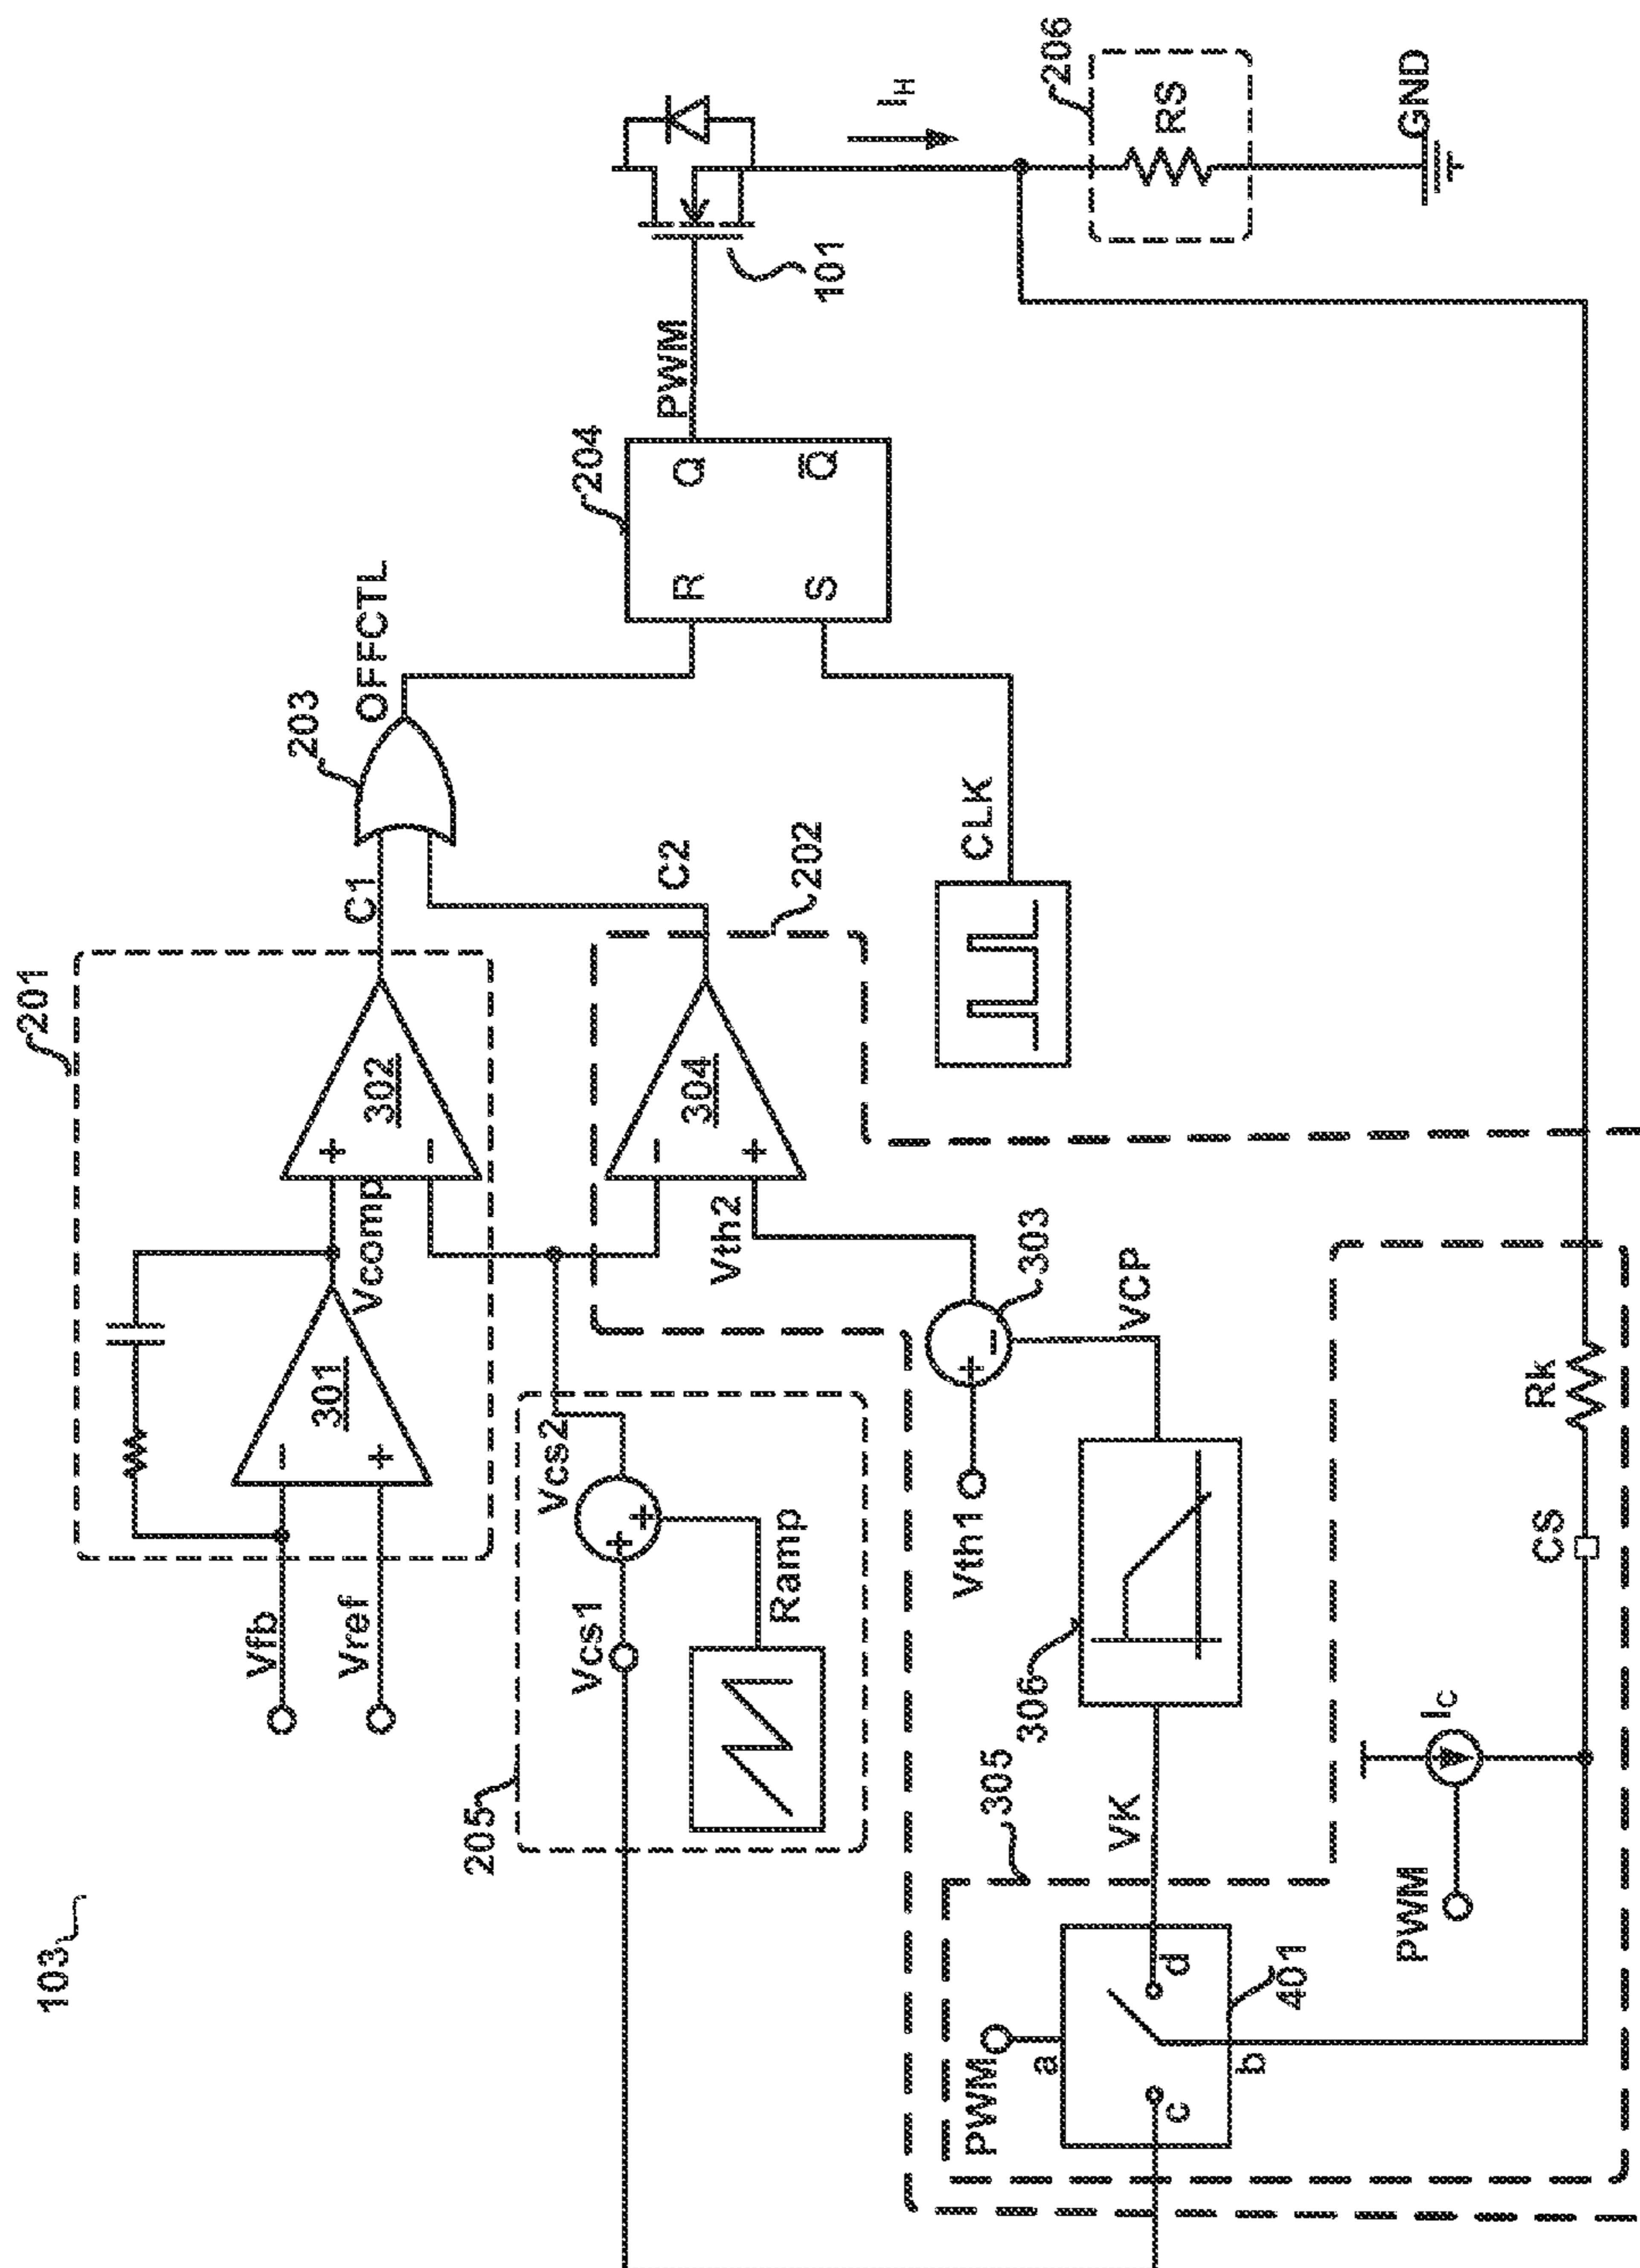 103
201
Vfb
Vref
301
−
+
Vcomp
302
+
−
C1
203
OFFCTL
204
R
S
Q
Q̅
PWM
101
IH
206
RS
GND
205
Vcs1
+
+
Vcs2
Ramp
304
−
+
C2
202
Vth2
CLK
Vth1
+
−
303
VCP
306
VK
305
PWM
a
b
c
d
401
PWM
IC
CS
Rk